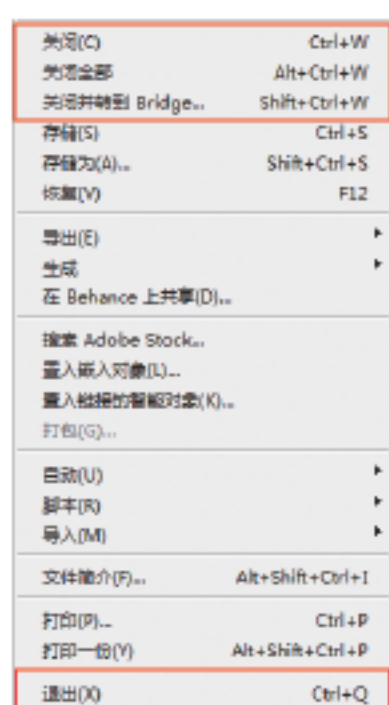 关闭(C) Ctrl+W
关闭全部 Alt+Ctrl+W
关闭并转到 Bridge... Shift+Ctrl+W
存储(S) Ctrl+S
存储为(A)... Shift+Ctrl+S
恢复(V) F12
导出(E)
生成
在 Behance 上共享(D)...
搜索 Adobe Stock...
置入嵌入对象(L)...
置入链接的智能对象(K)...
打包(G)...
自动(U)
脚本(R)
导入(M)
文件简介(F)... Alt+Shift+Ctrl+I
打印(P)... Ctrl+P
打印一份(Y) Alt+Shift+Ctrl+P
退出(X) Ctrl+Q